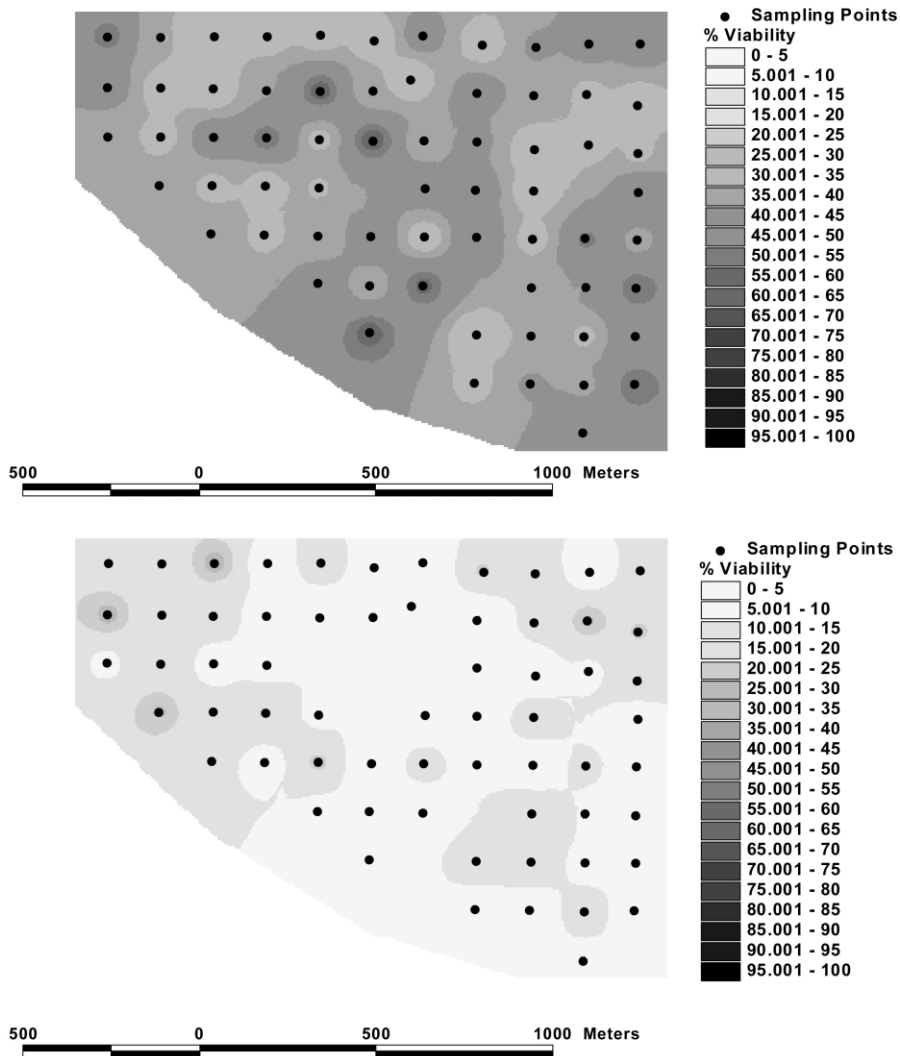 Sampling Points
% Viability
0 - 5
5.001 - 10
10.001 - 15
15.001 - 20
20.001 - 25
25.001 - 30
30.001 - 35
35.001 - 40
40.001 - 45
45.001 - 50
50.001 - 55
55.001 - 60
60.001 - 65
65.001 - 70
70.001 - 75
75.001 - 80
80.001 - 85
85.001 - 90
90.001 - 95
95.001 - 100
500 0 500 1000 Meters
Sampling Points
% Viability
0 - 5
5.001 - 10
10.001 - 15
15.001 - 20
20.001 - 25
25.001 - 30
30.001 - 35
35.001 - 40
40.001 - 45
45.001 - 50
50.001 - 55
55.001 - 60
60.001 - 65
65.001 - 70
70.001 - 75
75.001 - 80
80.001 - 85
85.001 - 90
90.001 - 95
95.001 - 100
500 0 500 1000 Meters